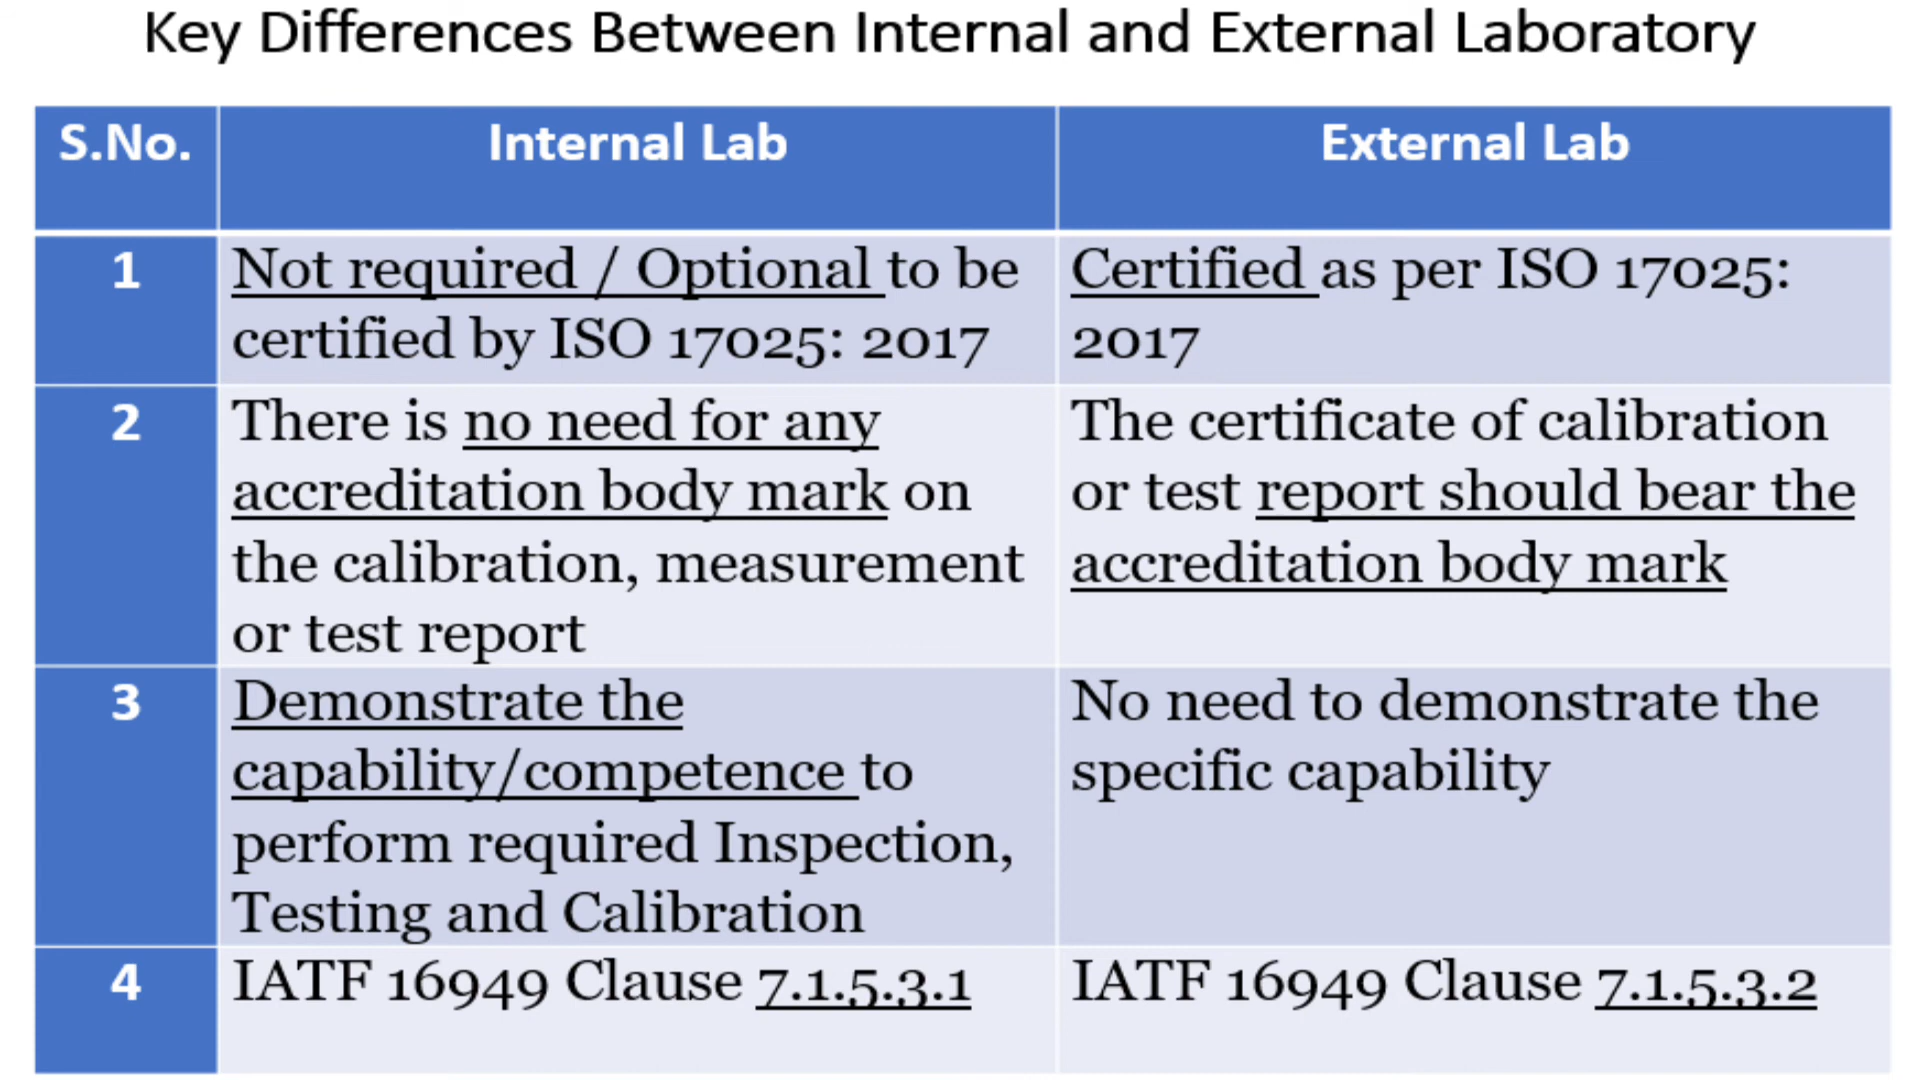 Key Differences Between Internal and External Laboratory
S.No.
Internal Lab
External Lab
1
Not required / Optional to be
certified by ISO 17025: 2017
Certified as per ISO 17025:
2017
2
There is no need for any
accreditation body mark on
the calibration, measurement
or test report
The certificate of calibration
or test report should bear the
accreditation body mark
3
Demonstrate the
capability/competence to
perform required Inspection,
Testing and Calibration
No need to demonstrate the
specific capability
4
IATF 16949 Clause 7.1.5.3.1
IATF 16949 Clause 7.1.5.3.2